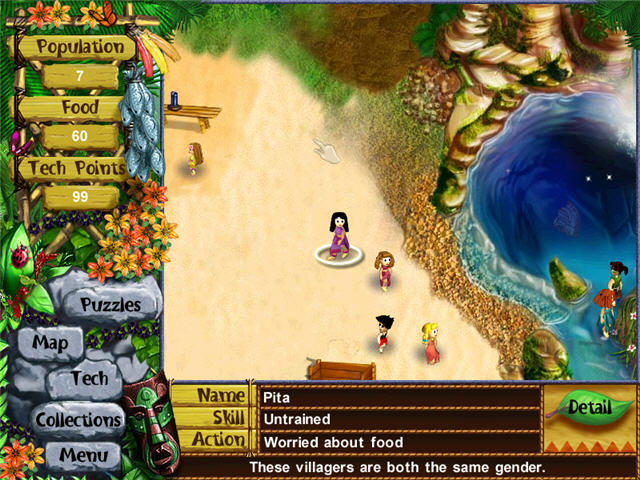 Population
7
Food
60
Tech Points
99
Puzzles
Map
Tech
Collections
Menu
Name Pita
Skill Untrained
Action Worried about food
Detail
These villagers are both the same gender.